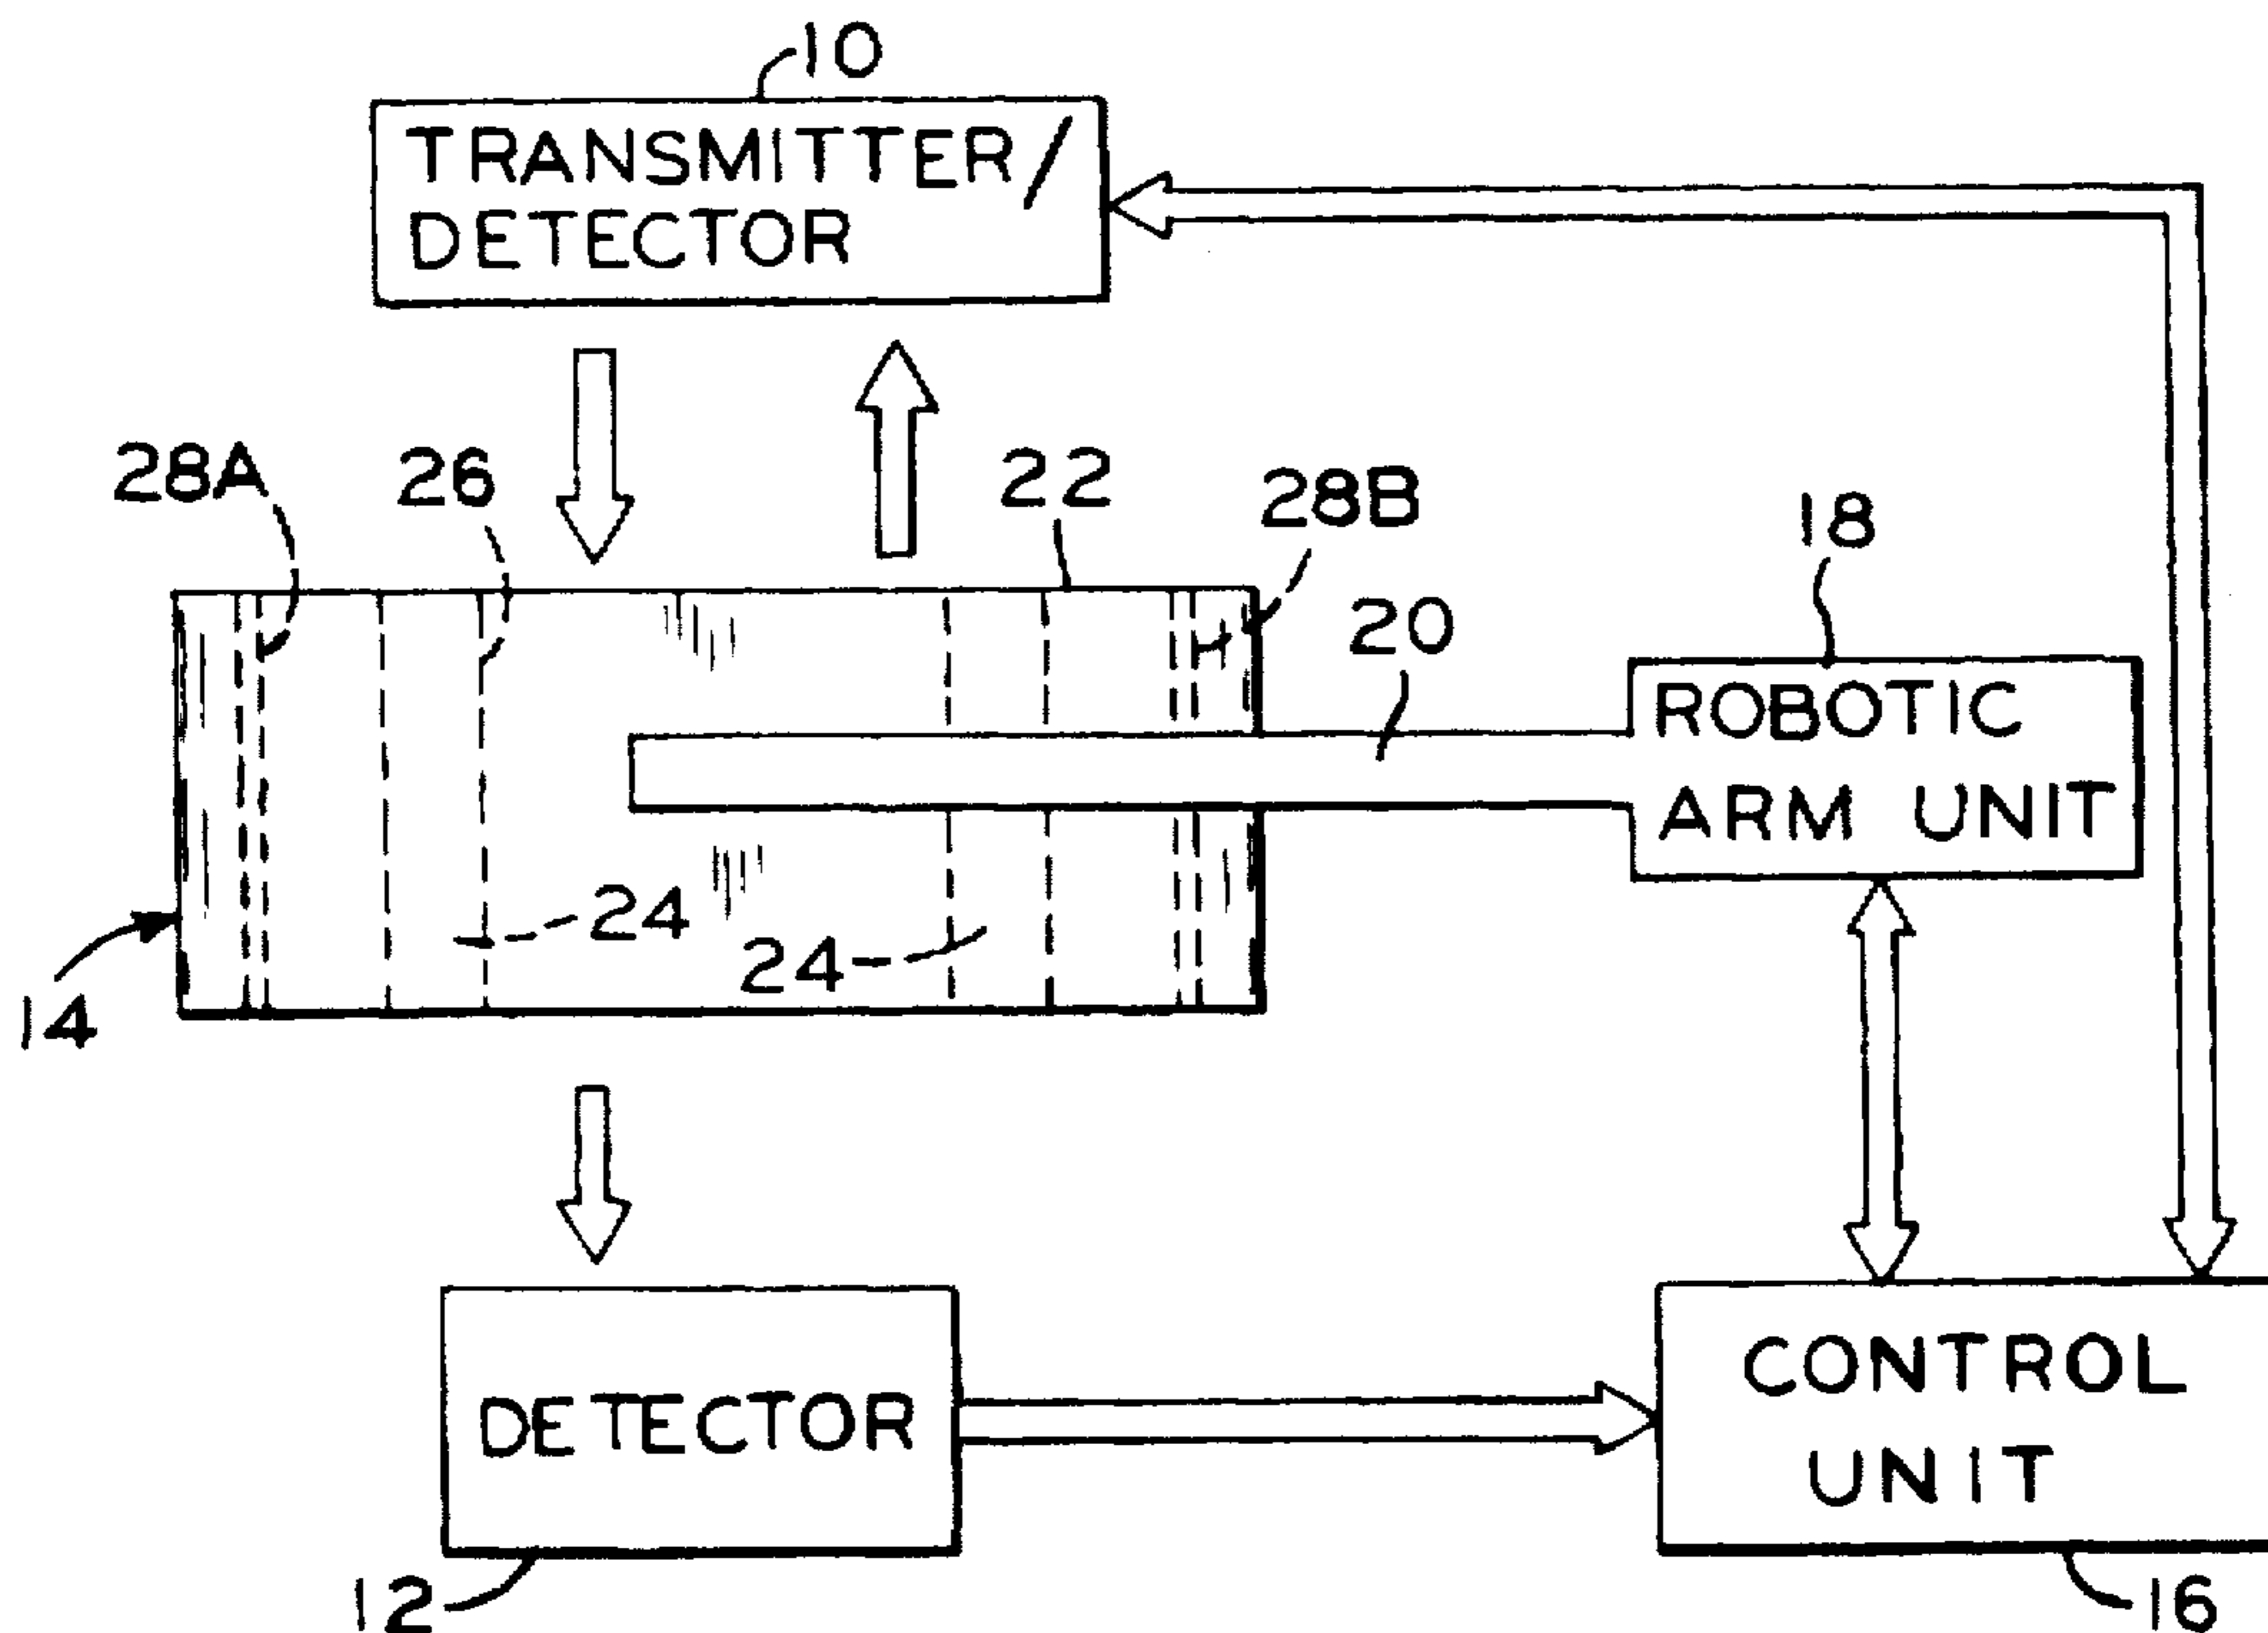 10
TRANSMITTER/
DETECTOR
28A
26
22
28B
18
20
ROBOTIC
ARM UNIT
24
24
14
CONTROL
UNIT
DETECTOR
12
16